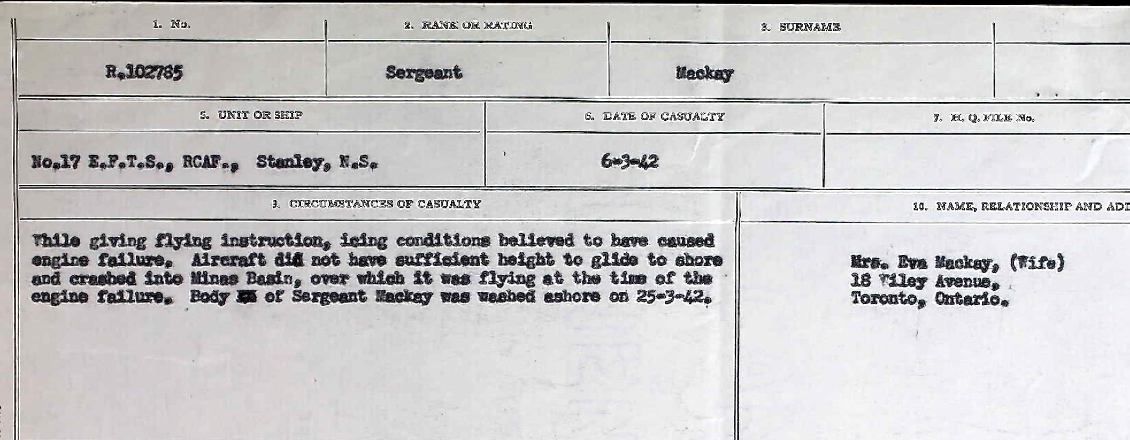 1. No.
2. RANK OR RATING
3. SURNAME
R.102785
Sergeant
Mackay
5. UNIT OR SHIP
6. DATE OF CASUALTY
7. H. Q. FILE No.
No.17 E.F.T.S., RCAF., Stanley, N.S.
6-3-42
9. CIRCUMSTANCES OF CASUALTY
10. NAME, RELATIONSHIP AND ADD
While giving flying instruction, icing conditions believed to have caused
engine failure. Aircraft did not have sufficient height to glide to shore
and crashed into Minas Basin, over which it was flying at the time of the
engine failure. Body of Sergeant Mackay was washed ashore on 25-3-42.
Mrs. Eva Mackay, (Wife)
18 Wiley Avenue,
Toronto, Ontario.